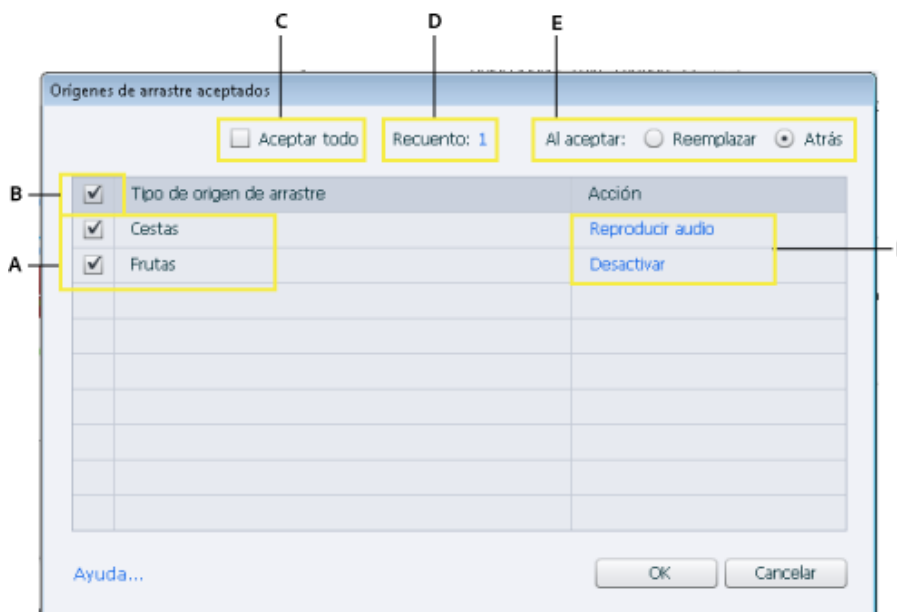 C D E
Orígenes de arrastre aceptados
Aceptar todo Recuento: 1 Al aceptar: Reemplazar Atrás
B Tipo de origen de arrastre Acción
Cestas Reproducir audio
A Frutas Desactivar
Ayuda... OK Cancelar